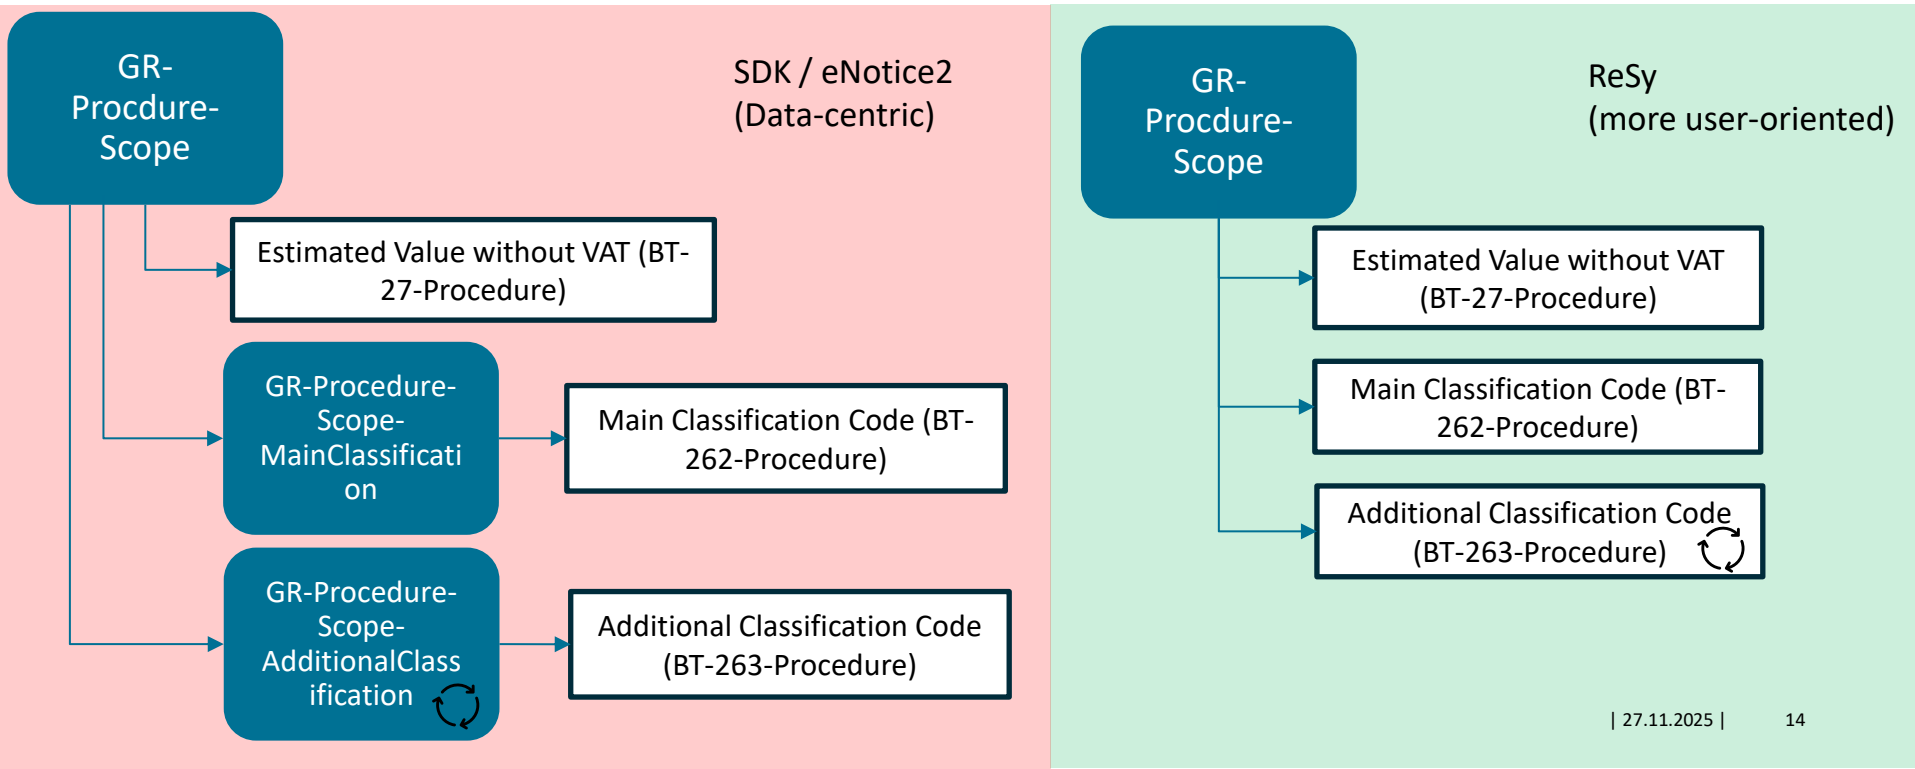 GR-
Procdure-
Scope
SDK / eNotice2
(Data-centric)
Estimated Value without VAT (BT-
27-Procedure)
GR-Procedure-
Scope-
MainClassificati
on
Main Classification Code (BT-
262-Procedure)
GR-Procedure-
Scope-
AdditionalClass
ification
Additional Classification Code
(BT-263-Procedure)
GR-
Procdure-
Scope
ReSy
(more user-oriented)
Estimated Value without VAT
(BT-27-Procedure)
Main Classification Code (BT-
262-Procedure)
Additional Classification Code
(BT-263-Procedure)
| 27.11.2025 | 14